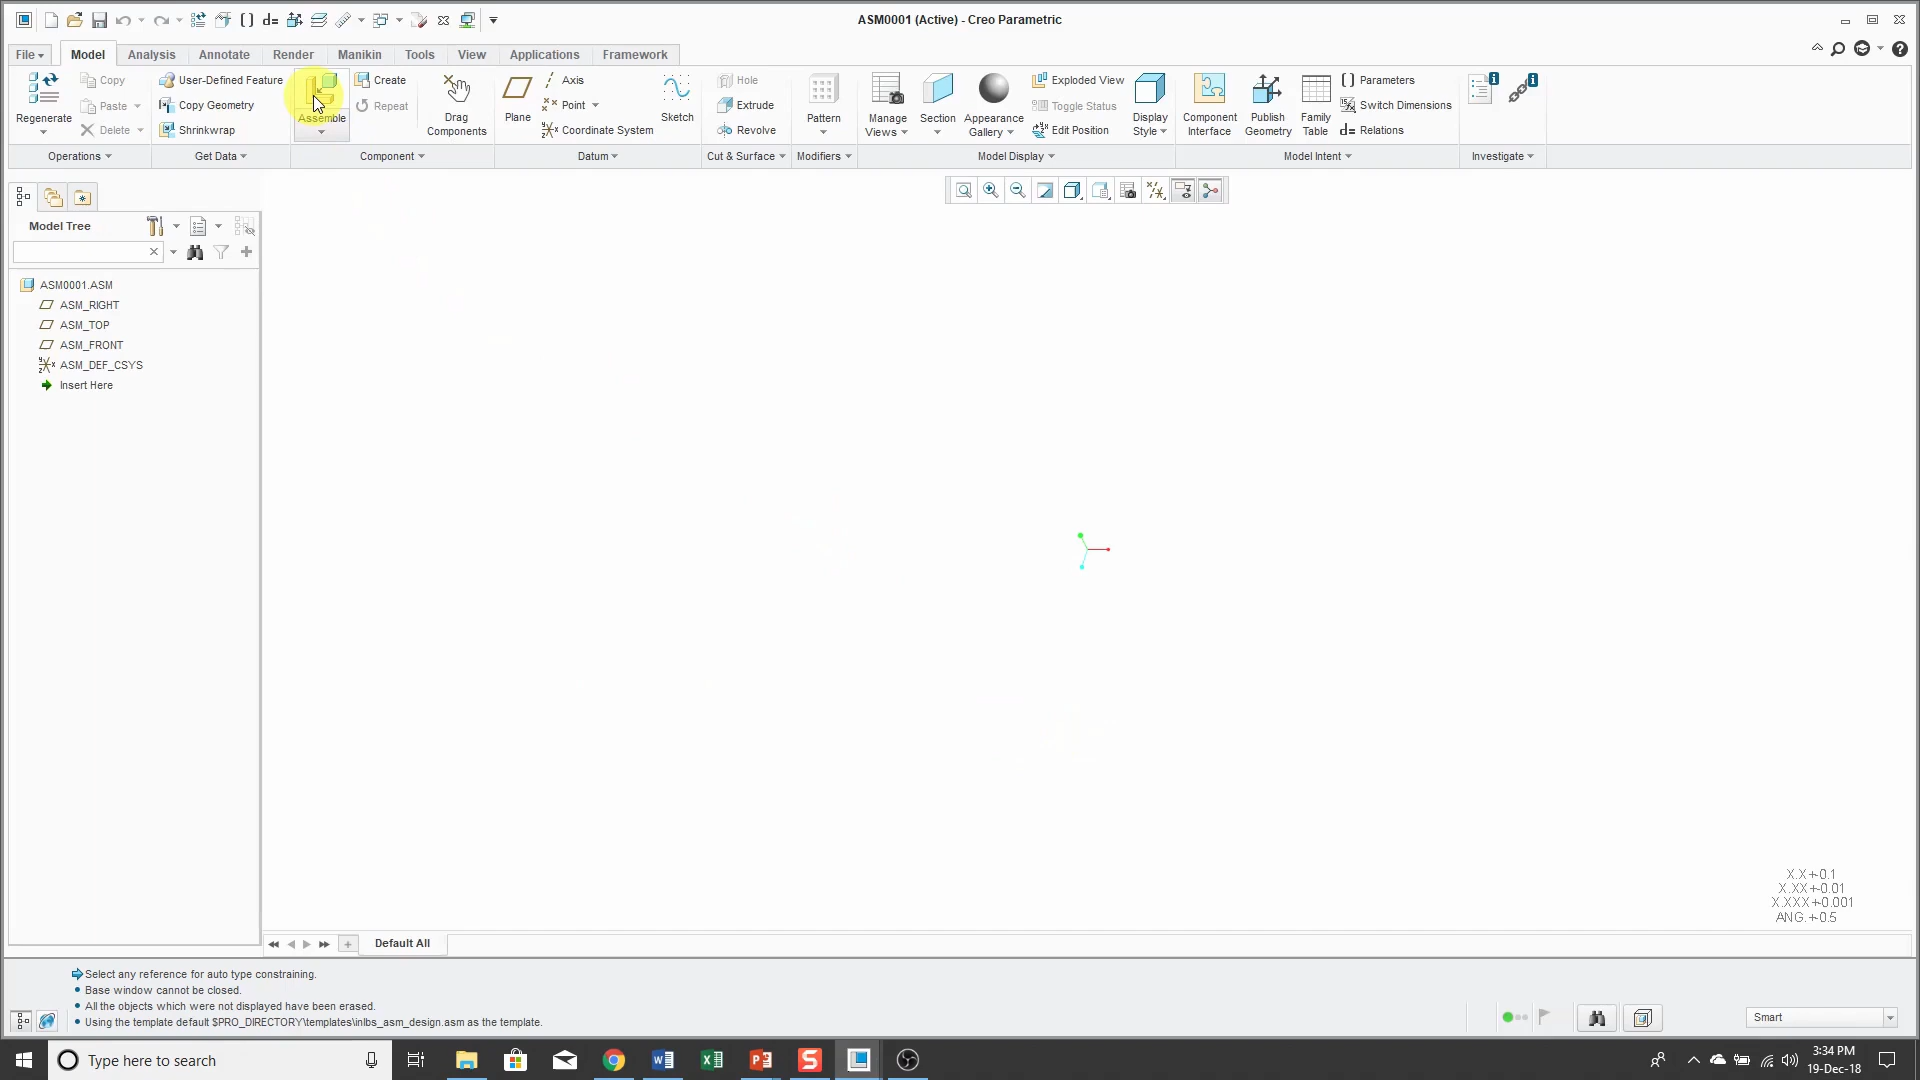 ASM0001 (Active) - Creo Parametric
File Model Analysis Annotate Render Manikin Tools View Applications Framework
Regenerate
Copy
Paste
Delete
Operations
User-Defined Feature
Copy Geometry
Shrinkwrap
Get Data
Assemble
Create
Repeat
Drag Components
Component
Plane
Axis
Point
Coordinate System
Sketch
Datum
Hole
Extrude
Revolve
Cut & Surface
Pattern
Modifiers
Manage Views
Section
Appearance Gallery
Exploded View
Toggle Status
Edit Position
Display Style
Model Display
Component Interface
Publish Geometry
Family Table
Parameters
Switch Dimensions
d= Relations
Model Intent
Investigate
Model Tree
ASM0001.ASM
ASM_RIGHT
ASM_TOP
ASM_FRONT
ASM_DEF_CSYS
Insert Here
X.X+-0.1
X.XX+-0.01
X.XXX+-0.001
ANG.+-0.5
Default All
Select any reference for auto type constraining.
Base window cannot be closed.
All the objects which were not displayed have been erased.
Using the template default $PRO_DIRECTORY\templates\inlbs_asm_design.asm as the template.
Smart
Type here to search
3:34 PM
19-Dec-18